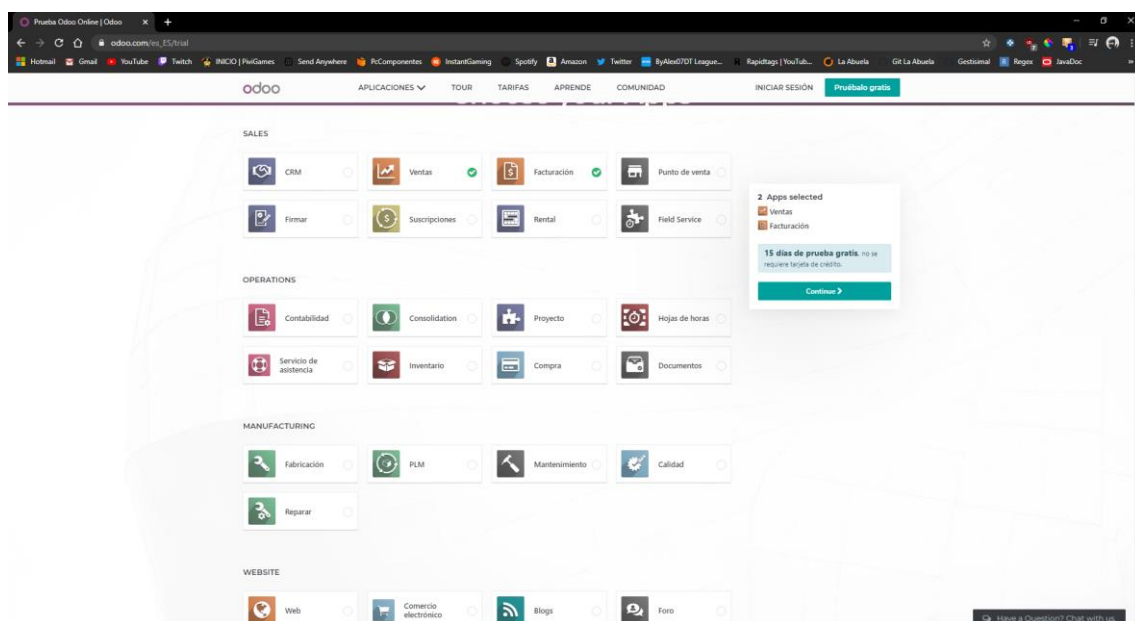 Prueba Odoo Online | Odoo
odoo.com/es_ES/trial
Hotmail Gmail YouTube Twitch INICIO | PiviGames Send Anywhere PcComponentes InstantGaming Spotify Amazon Twitter ByAlex07DT League... Rapidtags | YouTub... La Abuela Git La Abuela Gestisimal Regex JavaDoc
odoo APLICACIONES TOUR TARIFAS APRENDE COMUNIDAD INICIAR SESIÓN Pruébalo gratis
SALES
CRM Ventas Facturación Punto de venta
Firmar Suscripciones Rental Field Service
2 Apps selected
Ventas
Facturación
15 días de prueba gratis, no se
requiere tarjeta de crédito.
Continue
OPERATIONS
Contabilidad Consolidation Proyecto Hojas de horas
Servicio de
asistencia Inventario Compra Documentos
MANUFACTURING
Fabricación PLM Mantenimiento Calidad
Reparar
WEBSITE
Web Comercio
electrónico Blogs Foro
Have a Question? Chat with us.